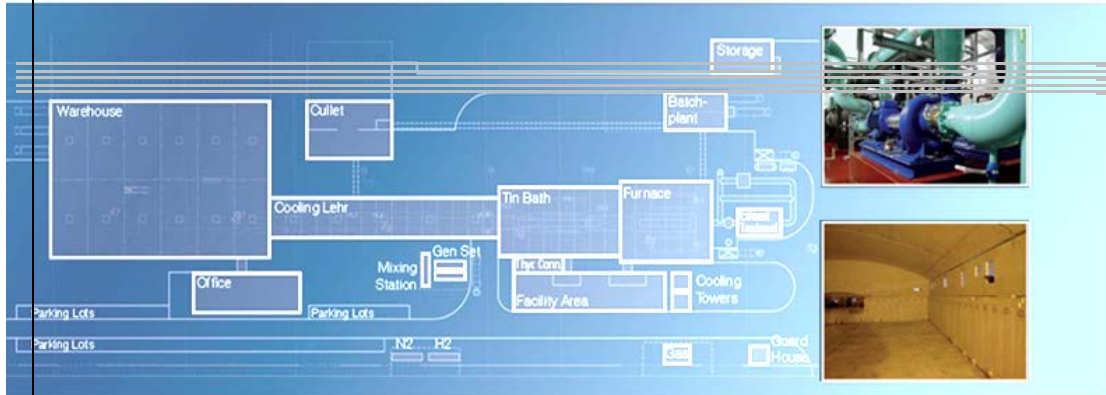 Storage
Warehouse
Cullet
Batch-
plant
Tin Bath
Furnace
Cooling Lehr
Gen Set
Mixing
Station
Office
Facility Area
Cooling
Towers
Parking Lots
Parking Lots
Parking Lots
N2
H2
Gas
Guard
House